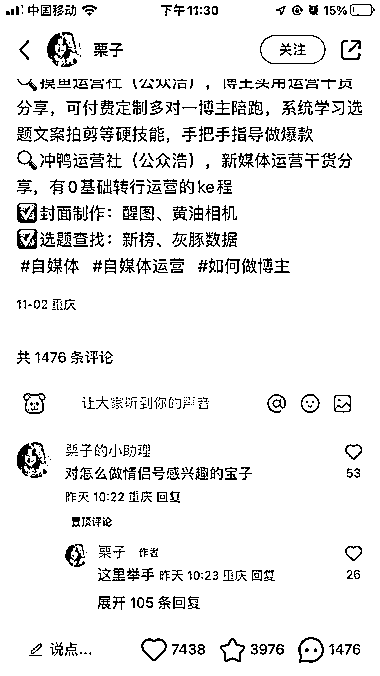 中国移动 下午11:30 15%
栗子 关注
🔍摸鱼运营社（公众浩），博主实用运营干货
分享，可付费定制多对一博主陪跑，系统学习选
题文案拍剪等硬技能，手把手指导做爆款
🔍冲鸭运营社（公众浩），新媒体运营干货分
享，有0基础转行运营的ke程
☑封面制作：醒图、黄油相机
☑选题查找：新榜、灰豚数据
#自媒体 #自媒体运营 #如何做博主
11-02 重庆
共 1476 条评论
让大家听到你的声音
栗子的小助理
对怎么做情侣号感兴趣的宝子 53
昨天 10:22 重庆 回复
置顶评论
栗子 作者
这里举手 昨天 10:23 重庆 回复 26
展开 105 条回复
说点... 7438 3976 1476